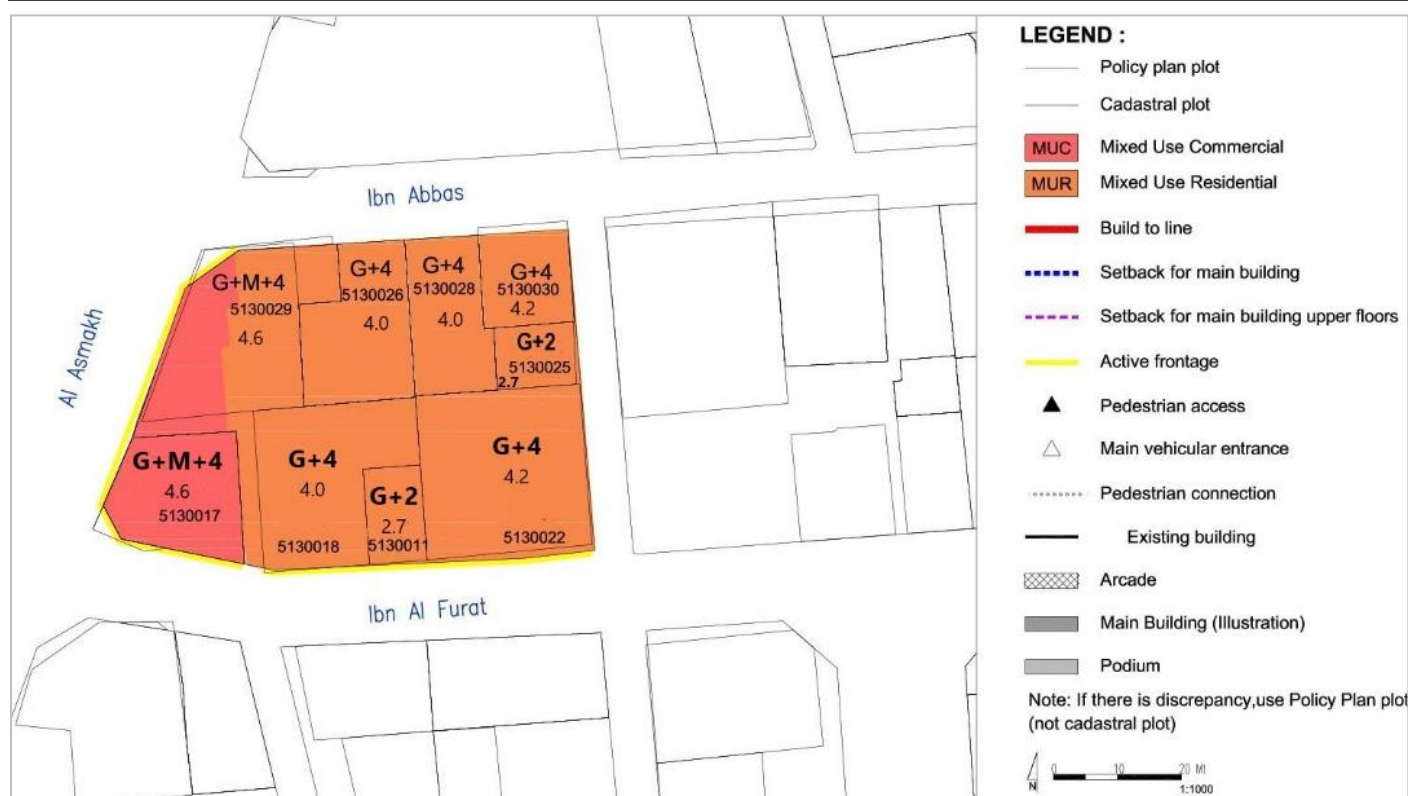 Ibn Abbas
Al Asmakh
G+M+4
5130029
4.6
G+4
5130026
4.0
G+4
5130028
4.0
G+4
5130030
4.2
G+2
5130025
2.7
G+M+4
4.6
5130017
G+4
4.0
5130018
G+2
2.7
5130011
G+4
4.2
5130022
Ibn Al Furat
LEGEND :
Policy plan plot
Cadastral plot
MUC Mixed Use Commercial
MUR Mixed Use Residential
Build to line
Setback for main building
Setback for main building upper floors
Active frontage
Pedestrian access
Main vehicular entrance
Pedestrian connection
Existing building
Arcade
Main Building (Illustration)
Podium
Note: If there is discrepancy,use Policy Plan plot
(not cadastral plot)
N
0 10 20 Mt
1:1000